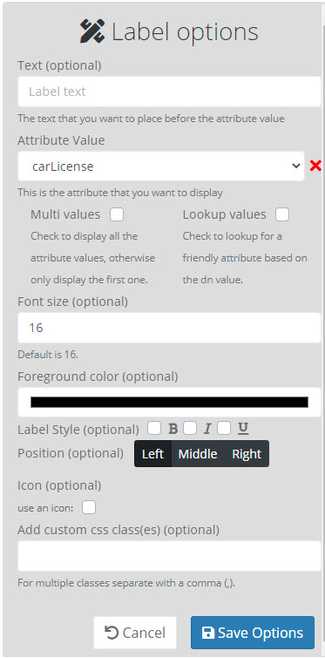 Label options
Text (optional)
Label text
The text that you want to place before the attribute value
Attribute Value
carLicense
This is the attribute that you want to display
Multi values
Check to display all the
attribute values, otherwise
only display the first one.
Lookup values
Check to lookup for a
friendly attribute based on
the dn value.
Font size (optional)
16
Default is 16.
Foreground color (optional)
Label Style (optional) B I U
Position (optional) Left Middle Right
Icon (optional)
use an icon:
Add custom css class(es) (optional)
For multiple classes separate with a comma (,).
Cancel Save Options